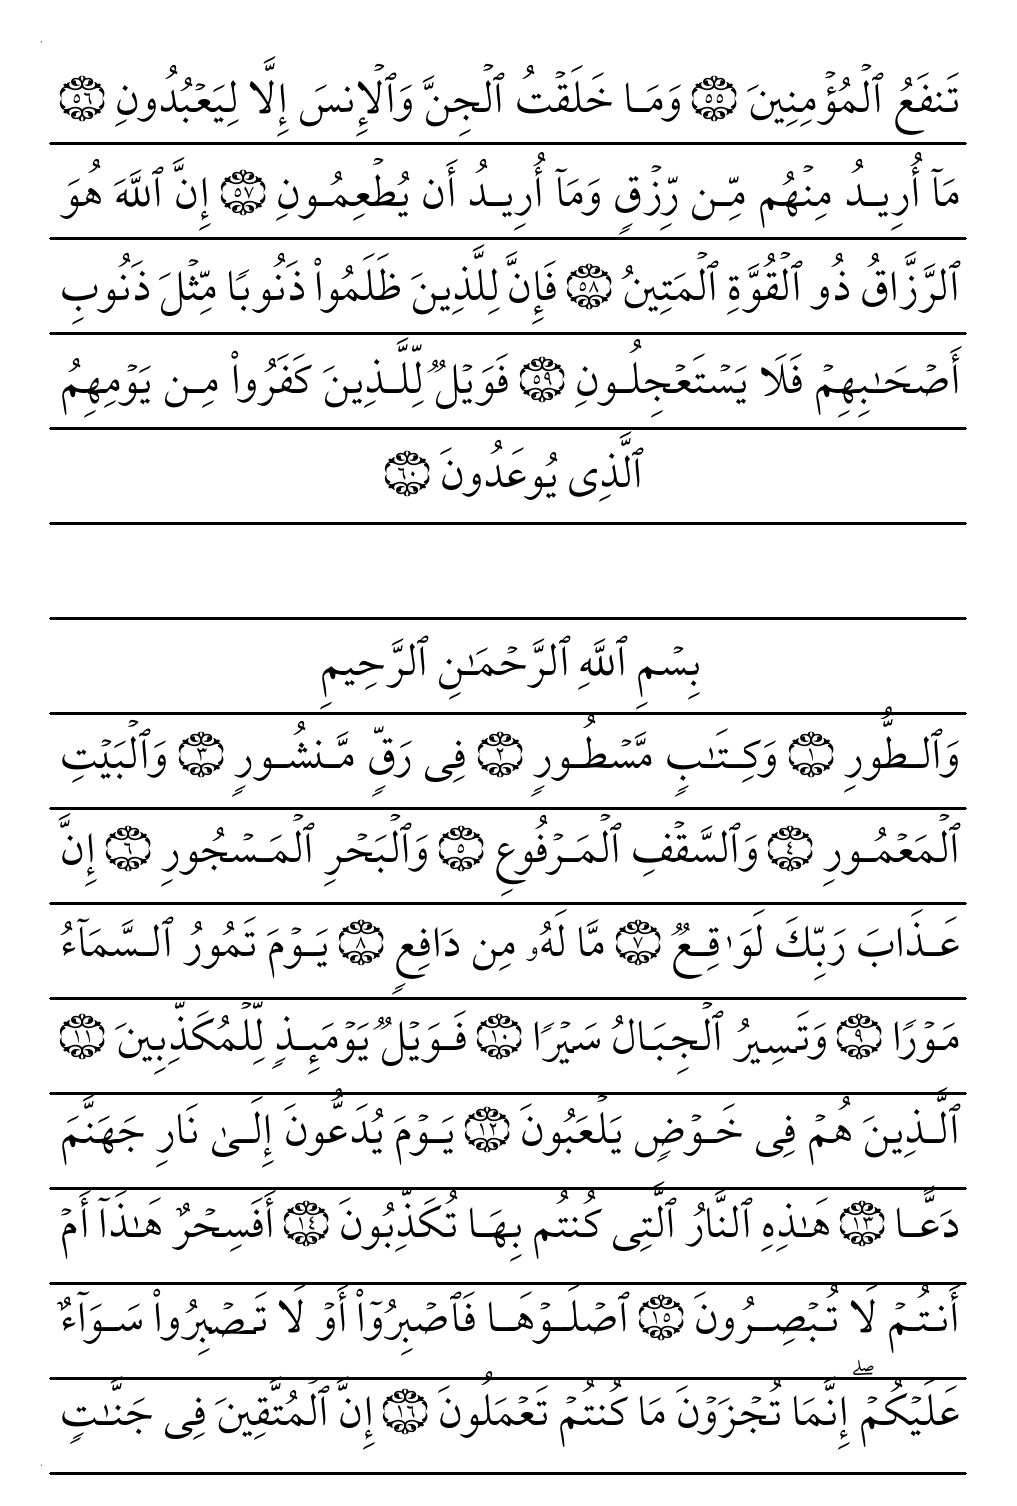 تَنفَعُ ٱلْمُؤْمِنِينَ ۝٥٥ وَمَا خَلَقْتُ ٱلْجِنَّ وَٱلْإِنسَ إِلَّا لِيَعْبُدُونِ ۝٥٦
مَآ أُرِيدُ مِنْهُم مِّن رِّزْقٍ وَمَآ أُرِيدُ أَن يُطْعِمُونِ ۝٥٧ إِنَّ ٱللَّهَ هُوَ
ٱلرَّزَّاقُ ذُو ٱلْقُوَّةِ ٱلْمَتِينُ ۝٥٨ فَإِنَّ لِلَّذِينَ ظَلَمُوا۟ ذَنُوبًا مِّثْلَ ذَنُوبِ
أَصْحَٰبِهِمْ فَلَا يَسْتَعْجِلُونِ ۝٥٩ فَوَيْلٌ لِّلَّذِينَ كَفَرُوا۟ مِن يَوْمِهِمُ
ٱلَّذِى يُوعَدُونَ ۝٦٠
بِسْمِ ٱللَّهِ ٱلرَّحْمَٰنِ ٱلرَّحِيمِ
وَٱلطُّورِ ۝١ وَكِتَٰبٍ مَّسْطُورٍ ۝٢ فِى رَقٍّ مَّنشُورٍ ۝٣ وَٱلْبَيْتِ
ٱلْمَعْمُورِ ۝٤ وَٱلسَّقْفِ ٱلْمَرْفُوعِ ۝٥ وَٱلْبَحْرِ ٱلْمَسْجُورِ ۝٦ إِنَّ
عَذَابَ رَبِّكَ لَوَٰقِعٌ ۝٧ مَّا لَهُۥ مِن دَافِعٍ ۝٨ يَوْمَ تَمُورُ ٱلسَّمَآءُ
مَوْرًا ۝٩ وَتَسِيرُ ٱلْجِبَالُ سَيْرًا ۝١٠ فَوَيْلٌ يَوْمَئِذٍ لِّلْمُكَذِّبِينَ ۝١١
ٱلَّذِينَ هُمْ فِى خَوْضٍ يَلْعَبُونَ ۝١٢ يَوْمَ يُدَعُّونَ إِلَىٰ نَارِ جَهَنَّمَ
دَعًّا ۝١٣ هَٰذِهِ ٱلنَّارُ ٱلَّتِى كُنتُم بِهَا تُكَذِّبُونَ ۝١٤ أَفَسِحْرٌ هَٰذَآ أَمْ
أَنتُمْ لَا تُبْصِرُونَ ۝١٥ ٱصْلَوْهَا فَٱصْبِرُوٓا۟ أَوْ لَا تَصْبِرُوا۟ سَوَآءٌ
عَلَيْكُمْ ۖ إِنَّمَا تُجْزَوْنَ مَا كُنتُمْ تَعْمَلُونَ ۝١٦ إِنَّ ٱلْمُتَّقِينَ فِى جَنَّٰتٍ